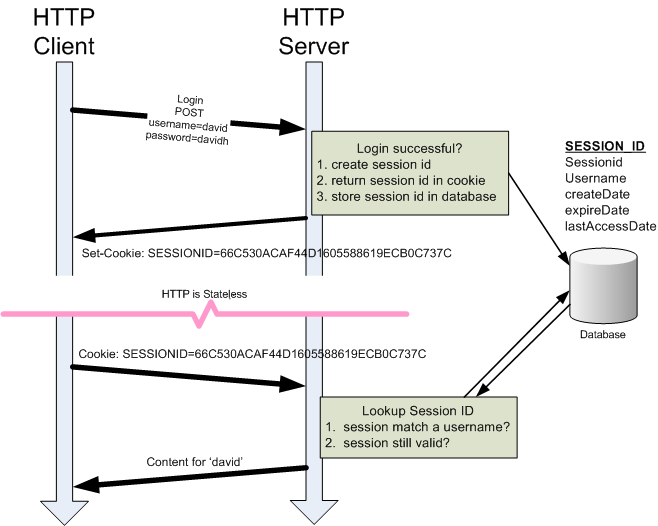 HTTP
Client
HTTP
Server
Login
POST
username=david
password=davidh
Login successful?
1. create session id
2. return session id in cookie
3. store session id in database
SESSION_ID
Sessionid
Username
createDate
expireDate
lastAccessDate
Set-Cookie: SESSIONID=66C530ACAF44D1605588619ECB0C737C
HTTP is Stateless
Database
Cookie: SESSIONID=66C530ACAF44D1605588619ECB0C737C
Lookup Session ID
1. session match a username?
2. session still valid?
Content for ‘david’